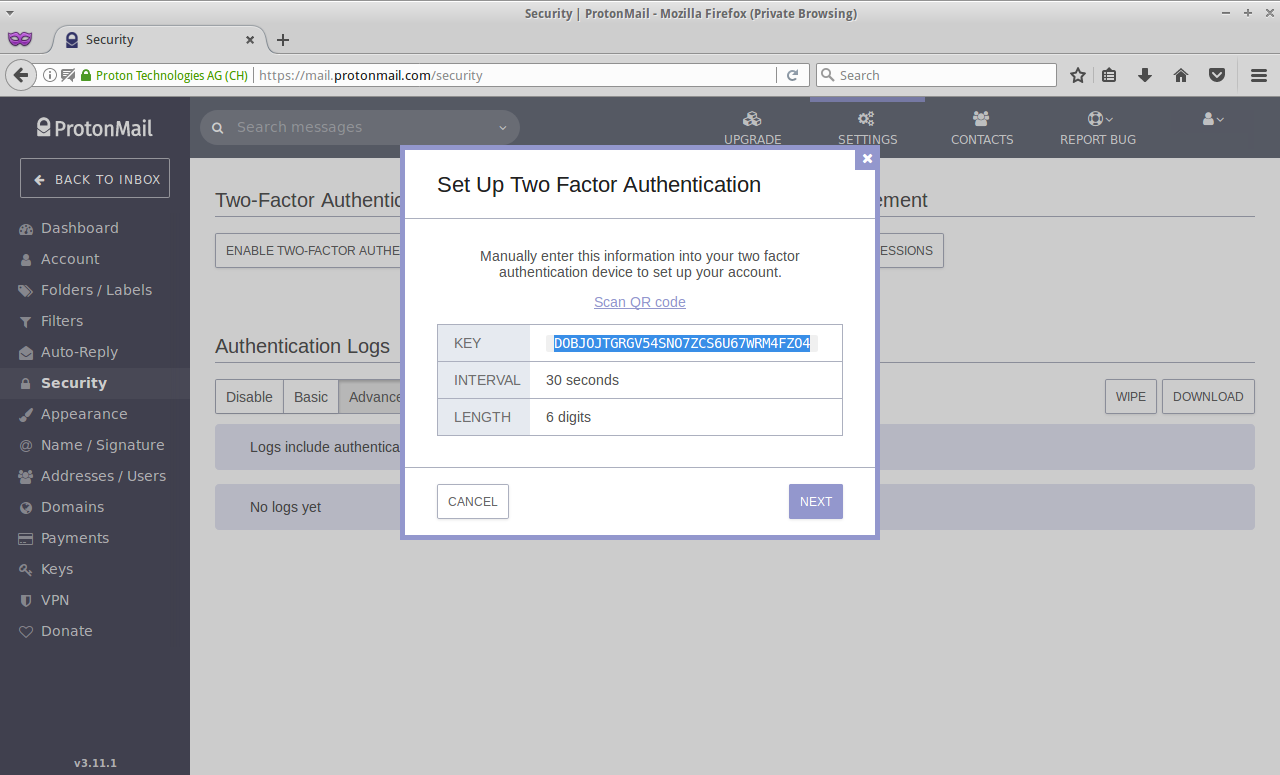 Security | ProtonMail - Mozilla Firefox (Private Browsing)
Security
Proton Technologies AG (CH)
https://mail.protonmail.com/security
Search
ProtonMail
Search messages
UPGRADE
SETTINGS
CONTACTS
REPORT BUG
BACK TO INBOX
Dashboard
Account
Folders / Labels
Filters
Auto-Reply
Security
Appearance
@ Name / Signature
Addresses / Users
Domains
Payments
Keys
VPN
Donate
v3.11.1
Two-Factor Authentic
ement
ENABLE TWO-FACTOR AUTHE
ESSIONS
Authentication Logs
Disable
Basic
Advance
WIPE
DOWNLOAD
Logs include authentica
No logs yet
Set Up Two Factor Authentication
Manually enter this information into your two factor
authentication device to set up your account.
Scan QR code
KEY DOBJOJTGRGV54SNO7ZCS6U67WRM4FZO4
INTERVAL 30 seconds
LENGTH 6 digits
CANCEL
NEXT